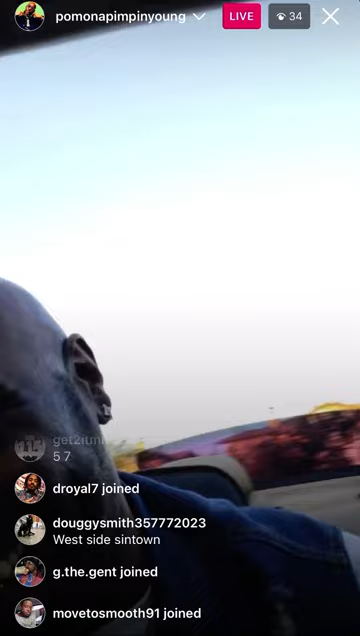 pomonapimpinyoung
LIVE
34
5 7
droyal7 joined
douggysmith357772023
West side sintown
g.the.gent joined
movetosmooth91 joined